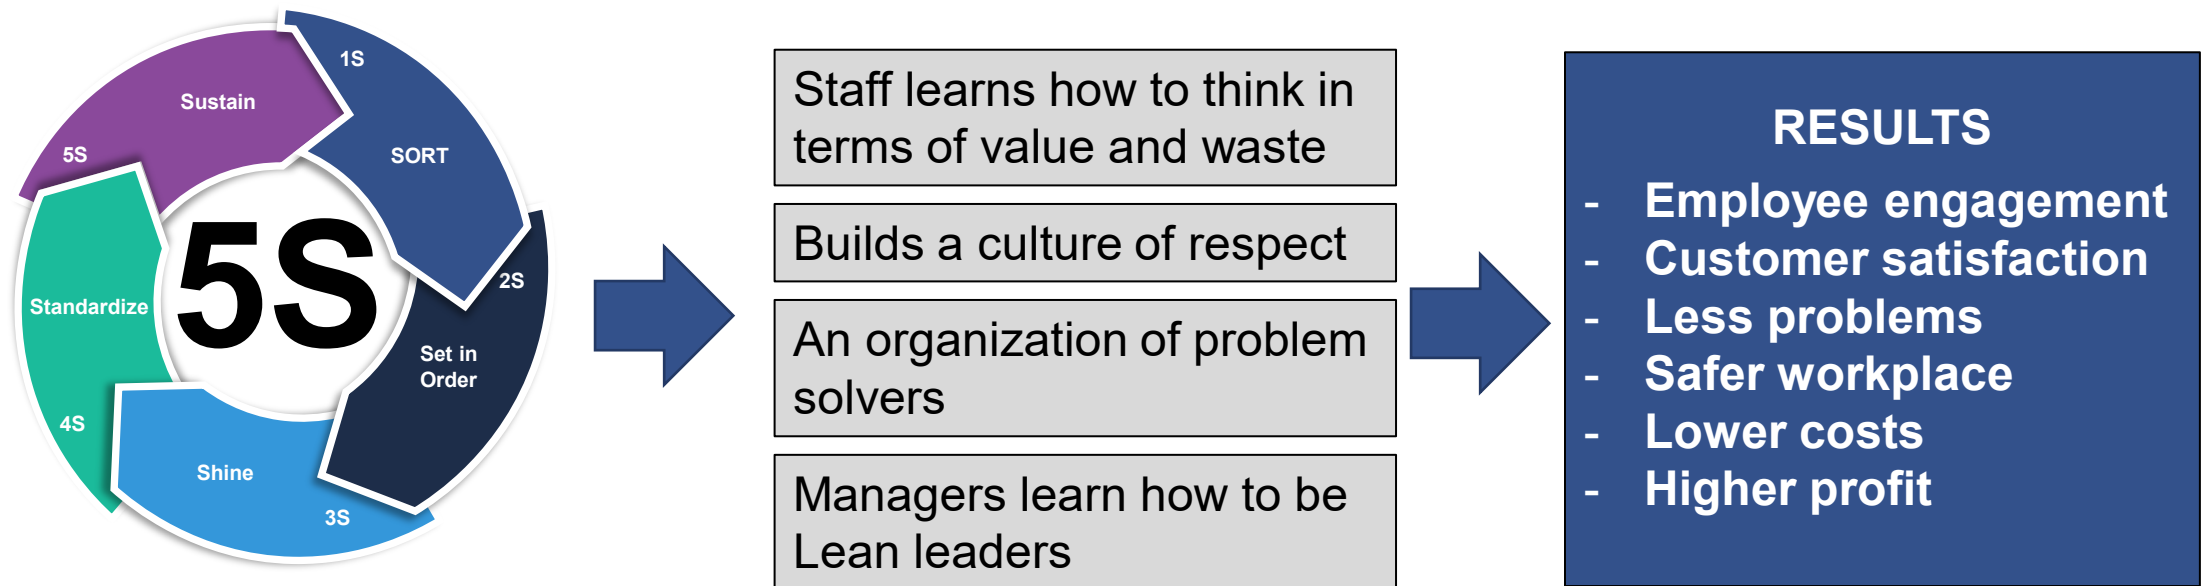 1S
SORT
2S
Set in
Order
3S
Shine
4S
Standardize
5S
Sustain
5S
Staff learns how to think in
terms of value and waste
Builds a culture of respect
An organization of problem
solvers
Managers learn how to be
Lean leaders
RESULTS
- Employee engagement
- Customer satisfaction
- Less problems
- Safer workplace
- Lower costs
- Higher profit